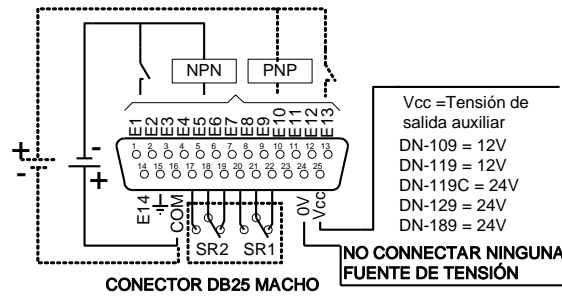 NPN
PNP
E1
E2
E3
E4
E5
E6
E7
E8
E9
E10
E11
E12
E13
1 2 3 4 5 6 7 8 9 10 11 12 13
14 15 16 17 18 19 20 21 22 23 24 25
+
-
-
+
E14
COM
0V
Vcc
SR2
SR1
CONECTOR DB25 MACHO
Vcc =Tensión de
salida auxiliar
DN-109 = 12V
DN-119 = 12V
DN-119C = 24V
DN-129 = 24V
DN-189 = 24V
NO CONNECTAR NINGUNA
FUENTE DE TENSIÓN